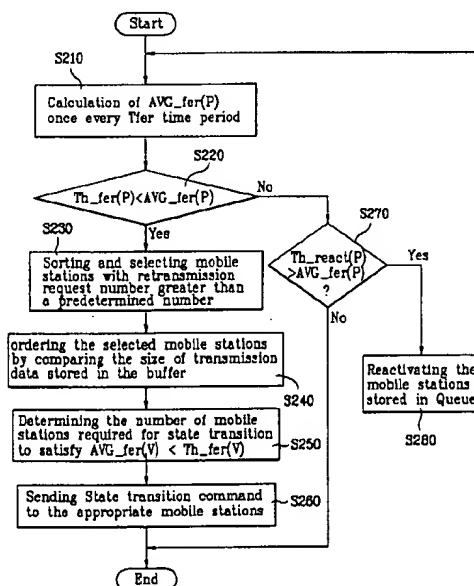 Start
S210
Calculation of AVG_fer(P)
once every Tfer time period
S220
Th_fer(P)<AVG_fer(P)
No
Yes
S230
Sorting and selecting mobile
stations with retransmission
request number greater than
a predetermined number
S270
Th_react(P)
>AVG_fer(P)
?
Yes
No
ordering the selected mobile stations
by comparing the size of transmission
data stored in the buffer
S240
Reactivating the
mobile stations
stored in Queue
S280
Determining the number of mobile
stations required for state transition
to satisfy AVG_fer(V) < Th_fer(V)
S250
Sending State transition command
to the appropriate mobile stations
S260
End